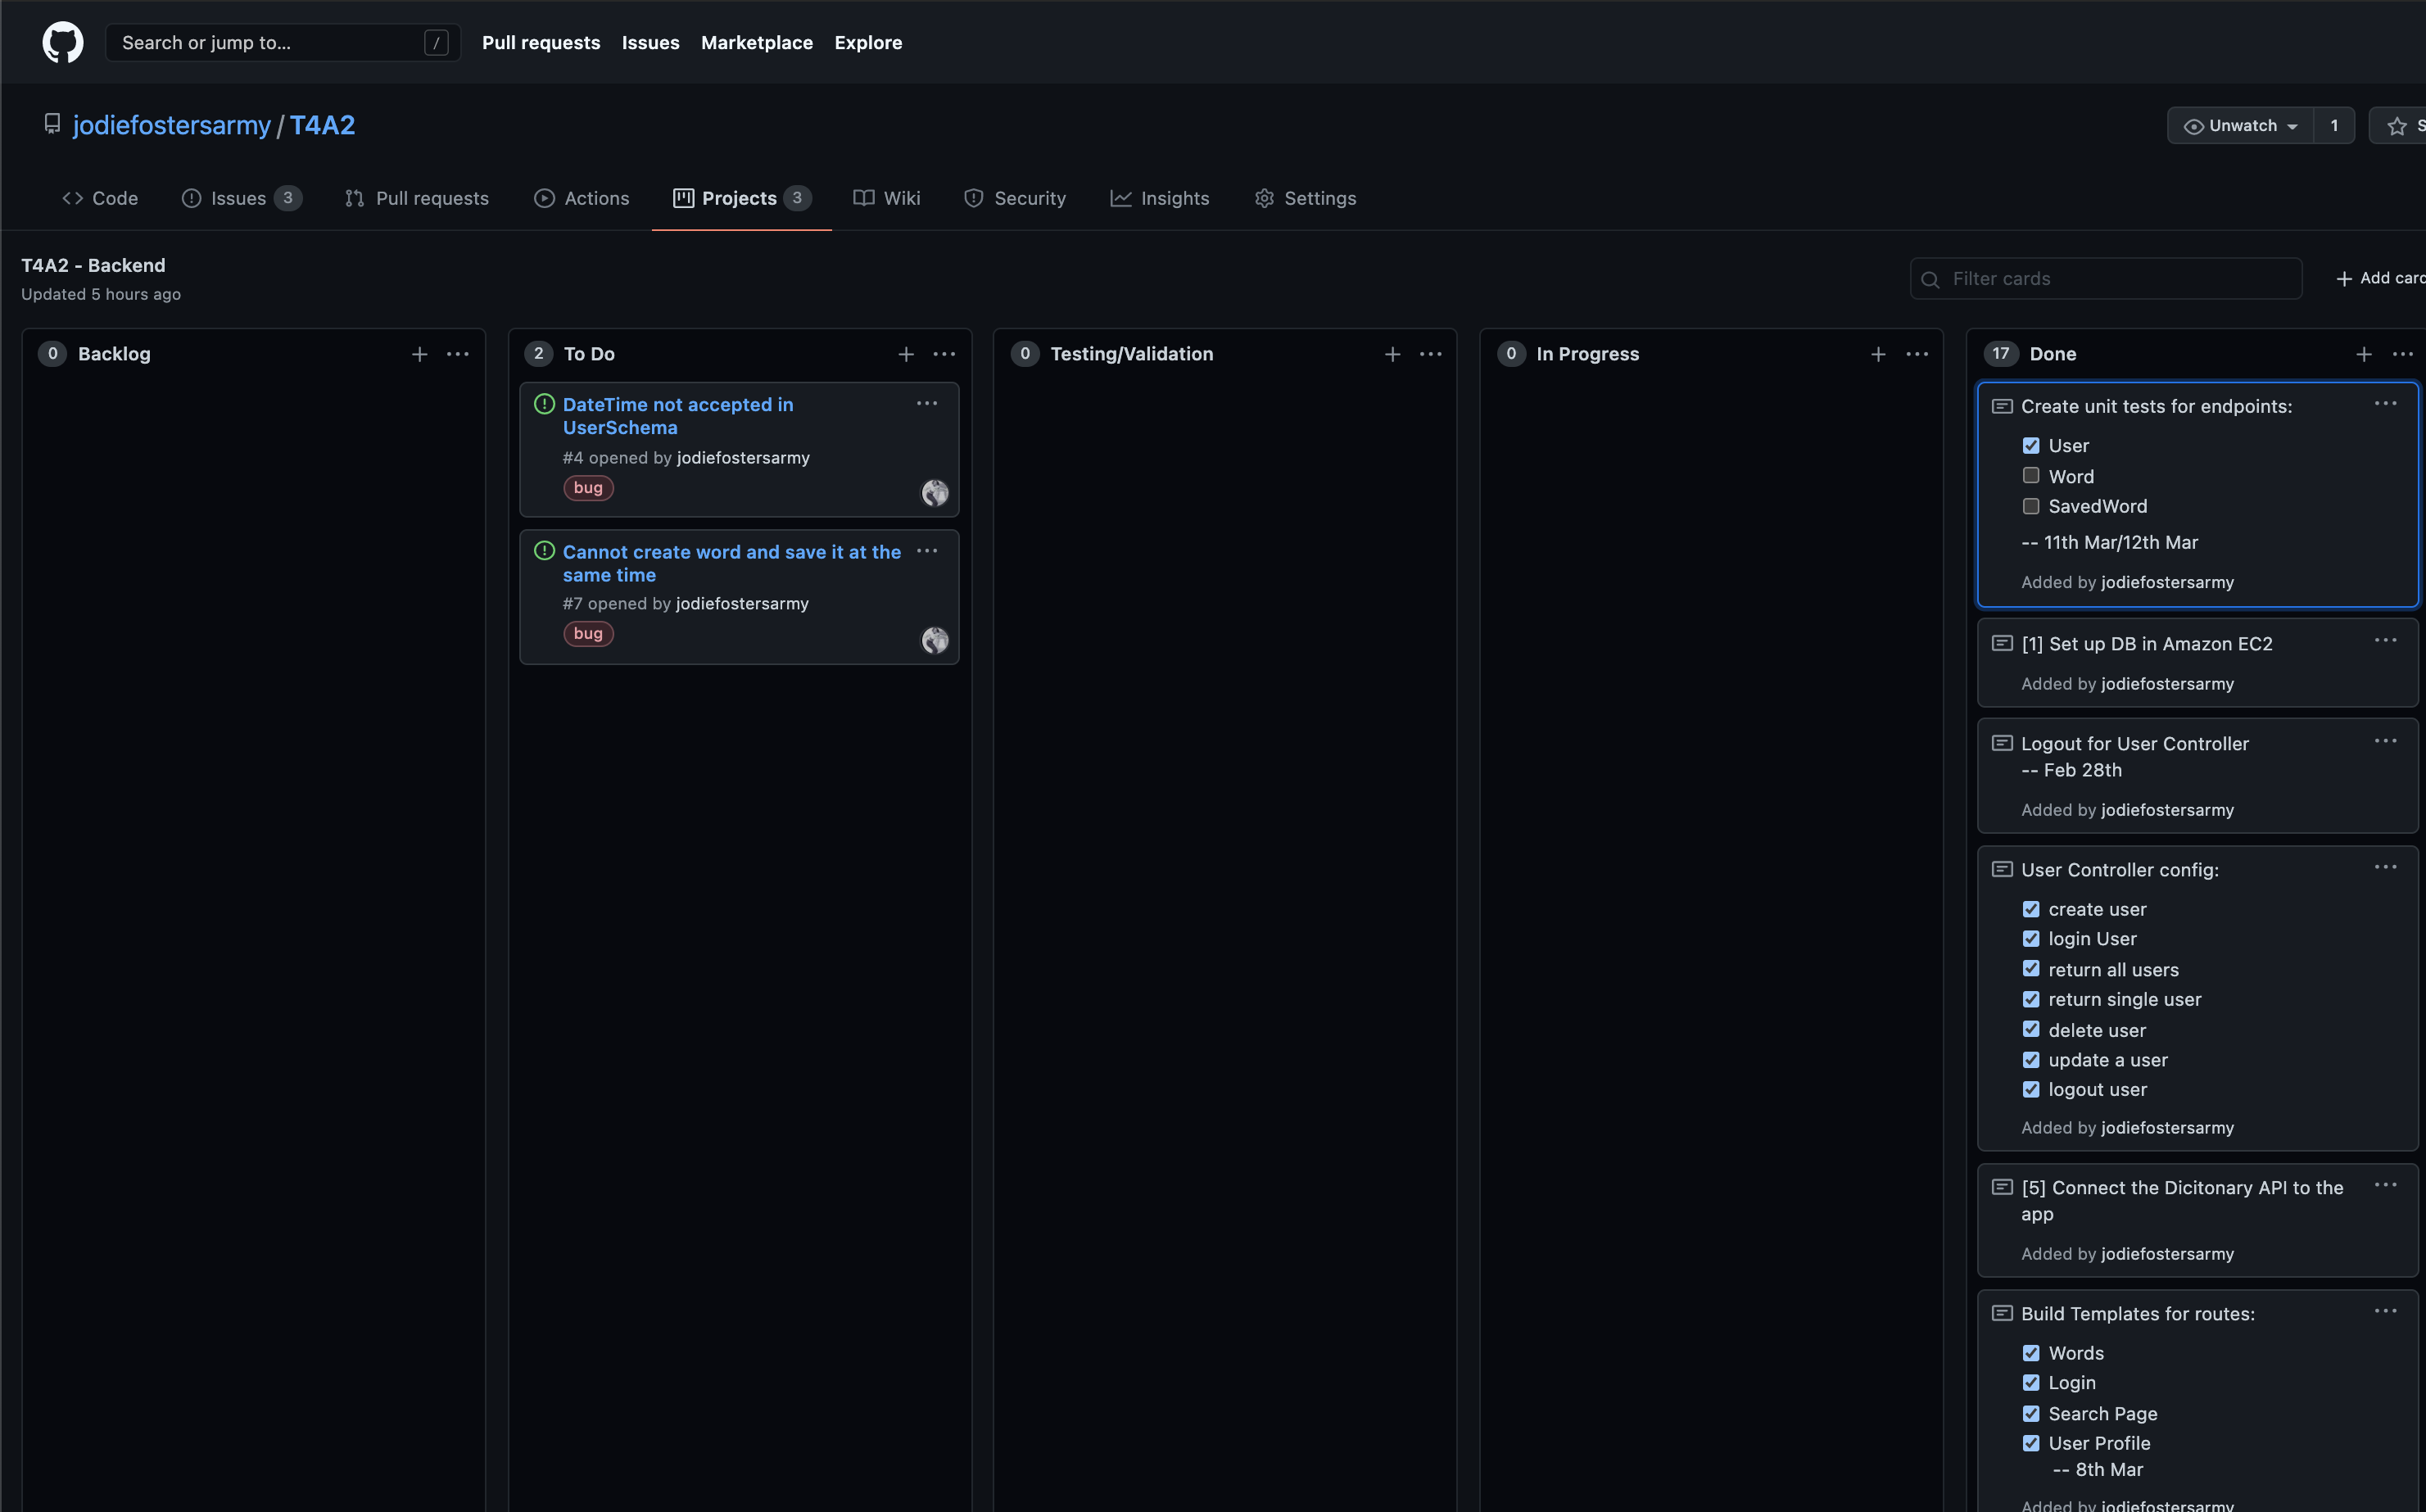 Search or jump to... /
Pull requests Issues Marketplace Explore
jodiefostersarmy / T4A2
Unwatch 1
Code Issues 3 Pull requests Actions Projects 3 Wiki Security Insights Settings
T4A2 - Backend
Updated 5 hours ago
Filter cards
+ Add card
0 Backlog
2 To Do
DateTime not accepted in
UserSchema
#4 opened by jodiefostersarmy
bug
Cannot create word and save it at the
same time
#7 opened by jodiefostersarmy
bug
0 Testing/Validation
0 In Progress
17 Done
Create unit tests for endpoints:
User
Word
SavedWord
-- 11th Mar/12th Mar
Added by jodiefostersarmy
[1] Set up DB in Amazon EC2
Added by jodiefostersarmy
Logout for User Controller
-- Feb 28th
Added by jodiefostersarmy
User Controller config:
create user
login User
return all users
return single user
delete user
update a user
logout user
Added by jodiefostersarmy
[5] Connect the Dicitonary API to the
app
Added by jodiefostersarmy
Build Templates for routes:
Words
Login
Search Page
User Profile
-- 8th Mar
Added by jodiefostersarmy